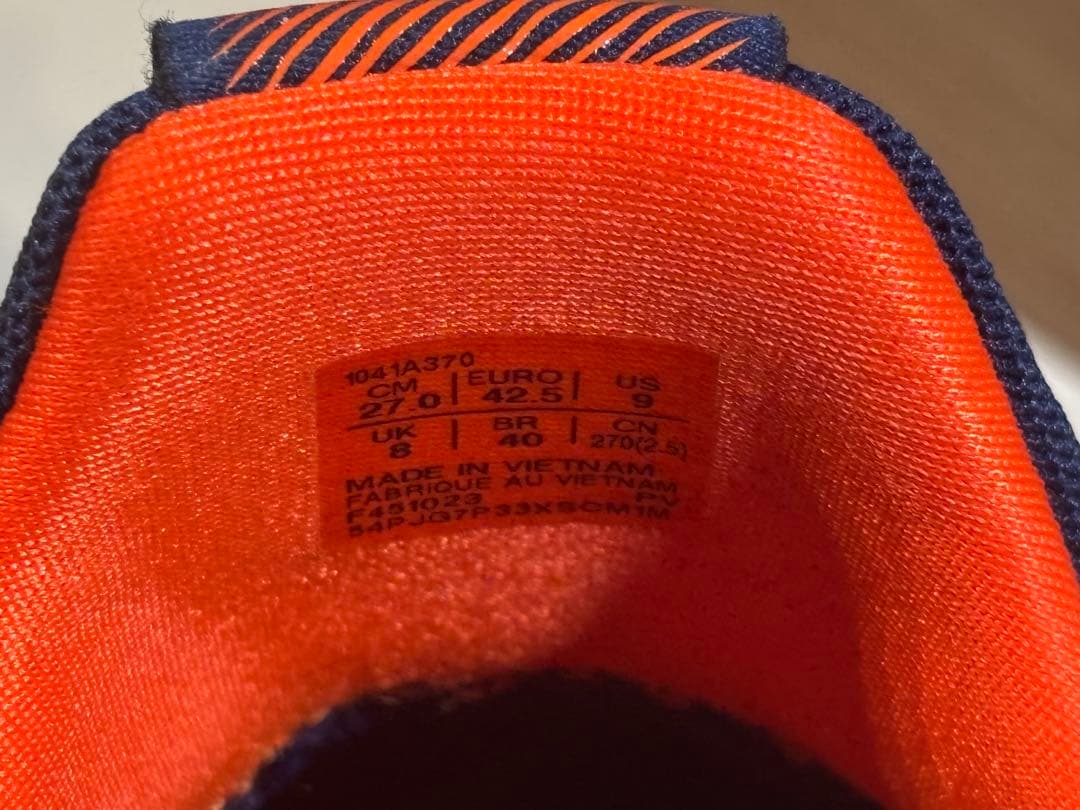 1041A370
CM | EURO | US
27.0 | 42.5 | 9
UK | BR | CN
8 | 40 | 270(2.5)
MADE IN VIETNAM
FABRIQUE AU VIETNAM
F451023 PV
54PJG7P33XSCM1M